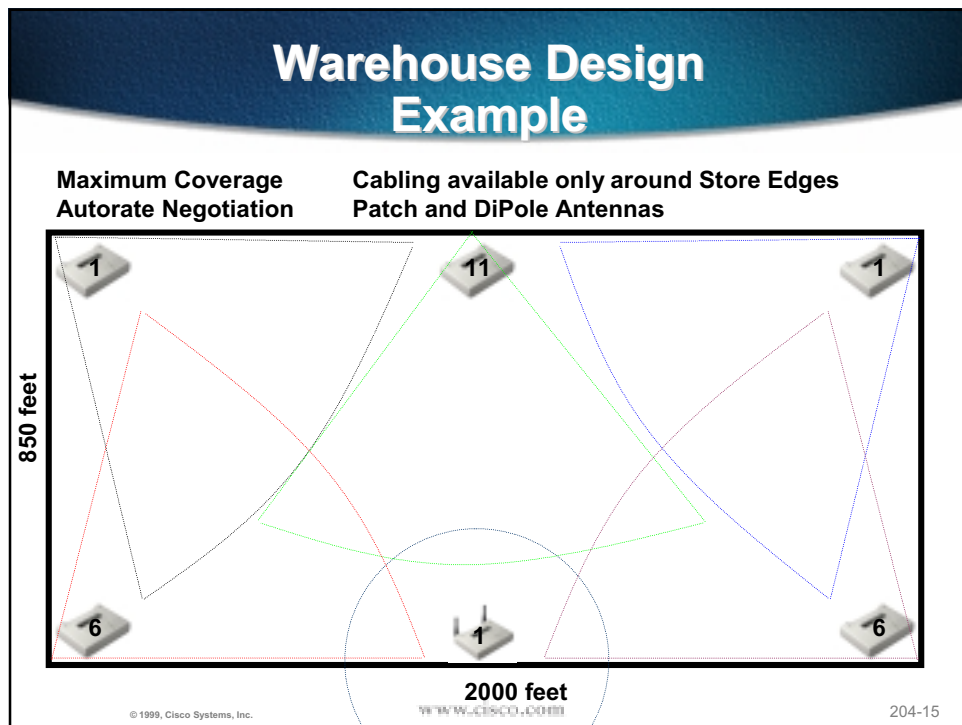 Warehouse Design
Example
Maximum Coverage
Autorate Negotiation
Cabling available only around Store Edges
Patch and DiPole Antennas
1
11
1
850 feet
6
1
6
2000 feet
© 1999, Cisco Systems, Inc.
www.cisco.com
204-15